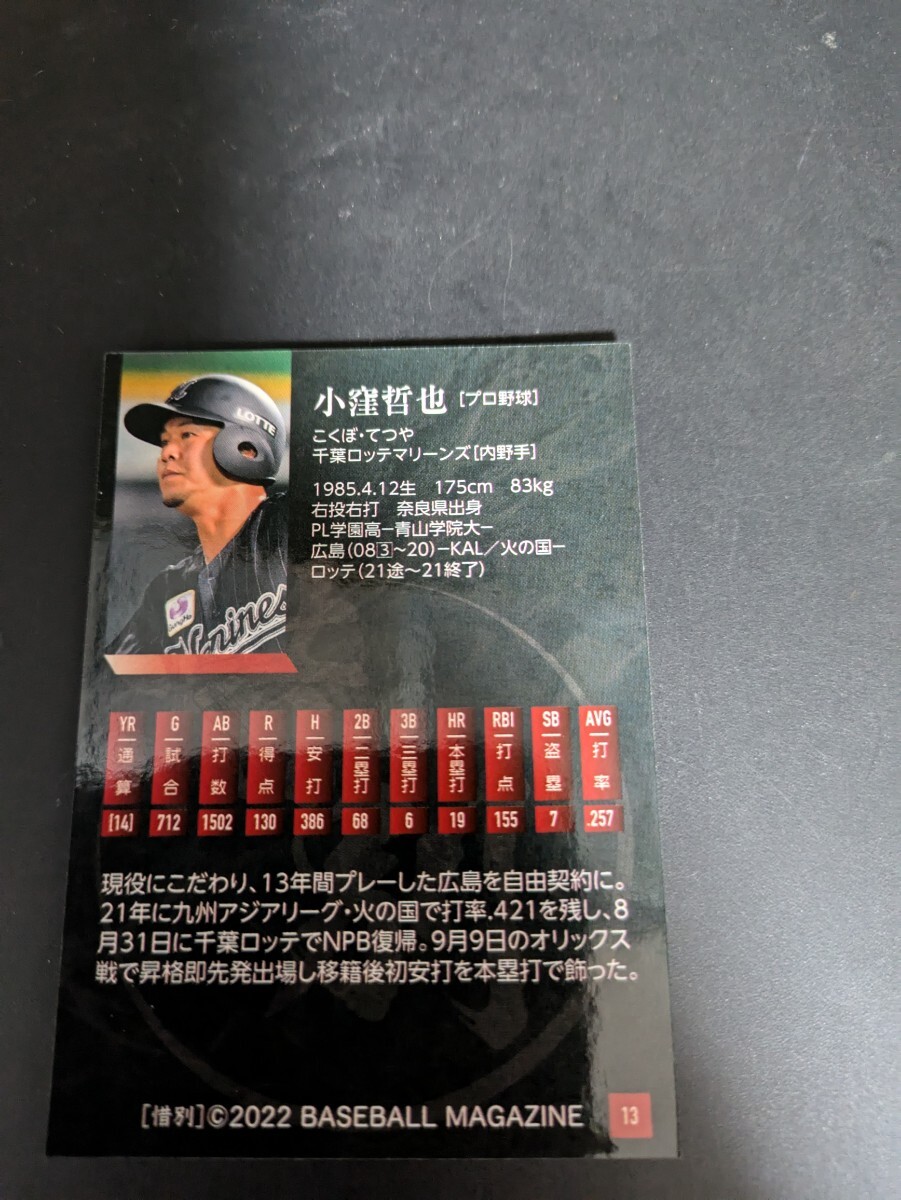 小窪哲也 [プロ野球]
こくぼ・てつや
千葉ロッテマリーンズ[内野手]
1985.4.12生 175cm 83kg
右投右打 奈良県出身
PL学園高−青山学院大−
広島(08③~20)−KAL/火の国−
ロッテ(21途~21終了)
LOTTE
Marines
YR G AB R H 2B 3B HR RBI SB AVG
通算 試合 打数 得点 安打 二塁打 三塁打 本塁打 打点 盗塁 打率
[14] 712 1502 130 386 68 6 19 155 7 .257
現役にこだわり、13年間プレーした広島を自由契約に。
21年に九州アジアリーグ・火の国で打率.421を残し、8
月31日に千葉ロッテでNPB復帰。9月9日のオリックス
戦で昇格即先発出場し移籍後初安打を本塁打で飾った。
[惜別]©2022 BASEBALL MAGAZINE 13